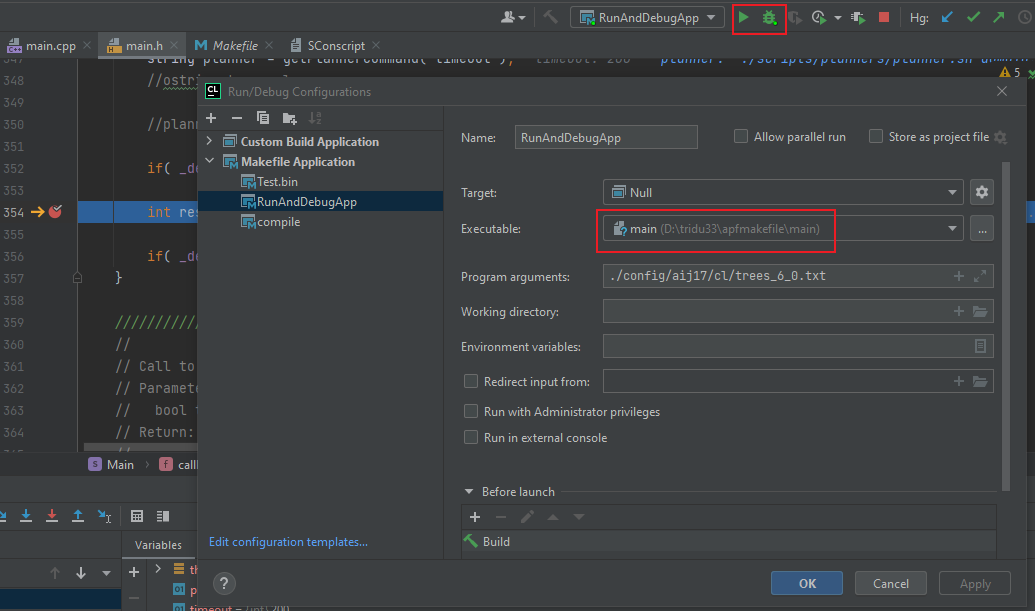 RunAndDebugApp
Hg:
main.cpp
main.h
Makefile
SConscript
347 string planner = getPlannerCommand( timeout ); timeout: 200 planner: "./scripts/planners/planner.sh
5
348
349
350
351
352 if( _de
353
354 int res
355
356 if( _de
357 }
358
359 ///////////
360 //
361 // Call to
362 // Paramete
363 // bool
364 // Return:
Main
f call
Run/Debug Configurations
Custom Build Application
Makefile Application
Test.bin
RunAndDebugApp
compile
Edit configuration templates...
Name: RunAndDebugApp
Allow parallel run
Store as project file
Target: Null
Executable: main (D:\tridu33\apfmakefile\main)
...
Program arguments: ./config/aij17/cl/trees_6_0.txt
Working directory:
Environment variables:
Redirect input from:
Run with Administrator privileges
Run in external console
Before launch
Build
Variables
timeout = {int} 200
?
OK
Cancel
Apply